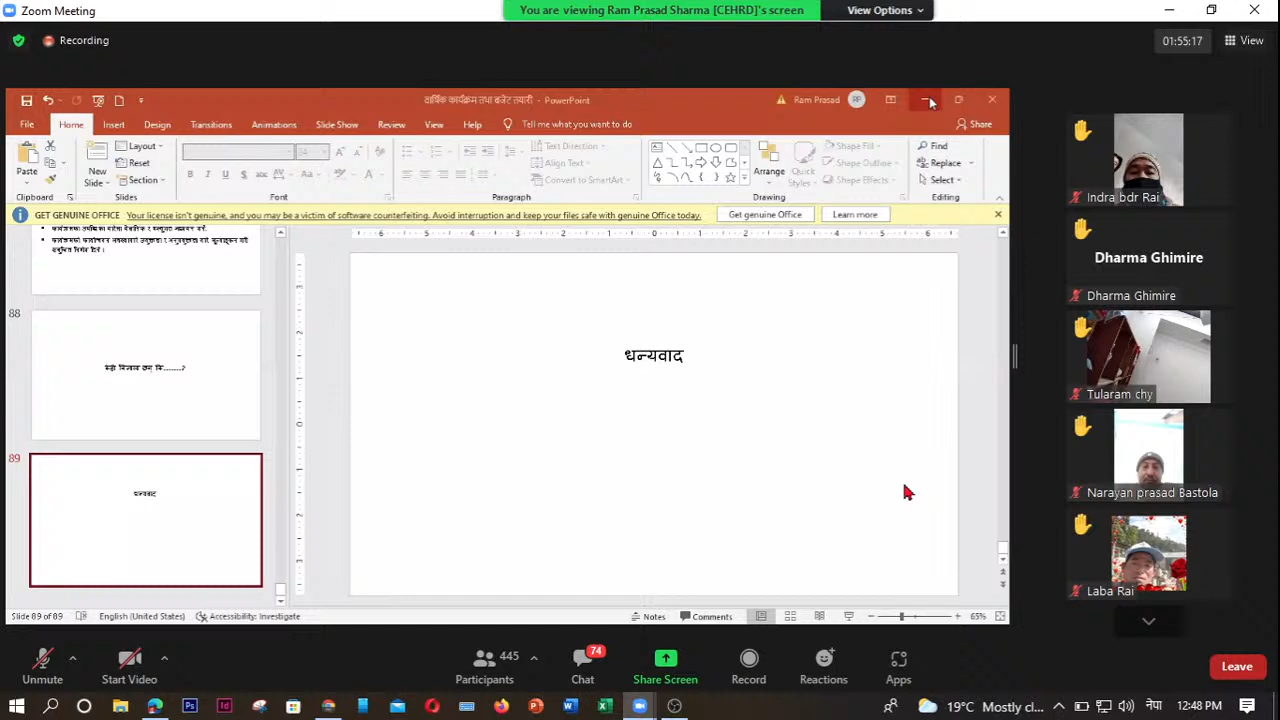 Zoom Meeting
You are viewing Ram Prasad Sharma [CEHRD]'s screen
View Options
Recording
01:55:17
View
वार्षिक कार्यक्रम तथा बजेट तयारी - PowerPoint
Ram Prasad
RP
File
Home
Insert
Design
Transitions
Animations
Slide Show
Review
View
Help
Tell me what you want to do
Share
Paste
New
Slide
Layout
Reset
Section
Text Direction
Align Text
Convert to SmartArt
Arrange
Quick
Styles
Shape Fill
Shape Outline
Shape Effects
Find
Replace
Select
Clipboard
Slides
Font
Paragraph
Drawing
Editing
GET GENUINE OFFICE Your license isn't genuine, and you may be a victim of software counterfeiting. Avoid interruption and keep your files safe with genuine Office today.
Get genuine Office
Learn more
88
89
धन्यवाद
धन्यवाद
Slide 89 of 89
English (United States)
Accessibility: Investigate
Notes
Comments
65%
Indra bdr Rai
Dharma Ghimire
Dharma Ghimire
Tularam chy
Narayan prasad Bastola
Laba Rai
Unmute
Start Video
445
Participants
74
Chat
Share Screen
Record
Reactions
Apps
Leave
19°C Mostly cl...
नेपा
12:48 PM